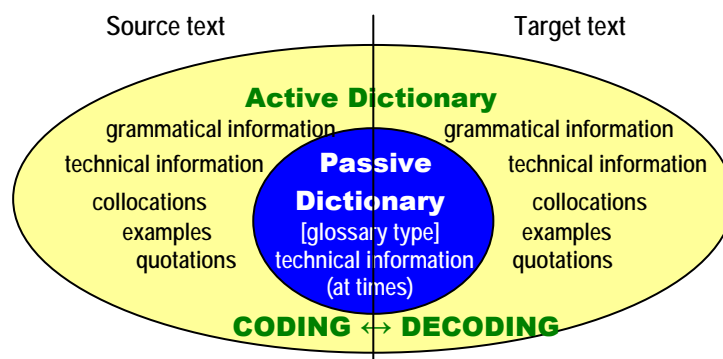 Source text Target text
Active Dictionary
grammatical information grammatical information
technical information Passive technical information
collocations Dictionary collocations
examples [glossary type] examples
quotations technical information quotations
(at times)
CODING ↔ DECODING